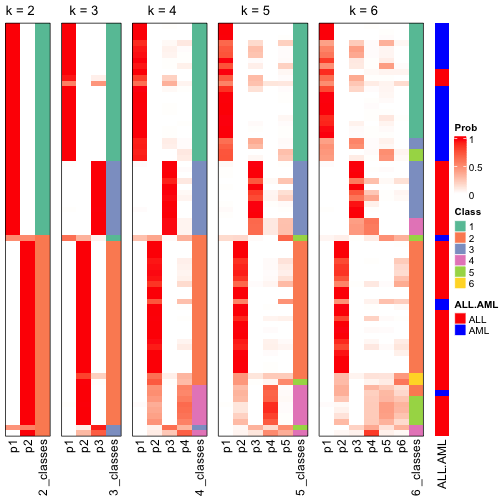 k = 2
k = 3
k = 4
k = 5
k = 6
p1
p2
2_classes
p1
p2
p3
3_classes
p1
p2
p3
p4
4_classes
p1
p2
p3
p4
p5
5_classes
p1
p2
p3
p4
p5
p6
6_classes
ALL.AML
Prob
1
0.5
0
Class
1
2
3
4
5
6
ALL.AML
ALL
AML